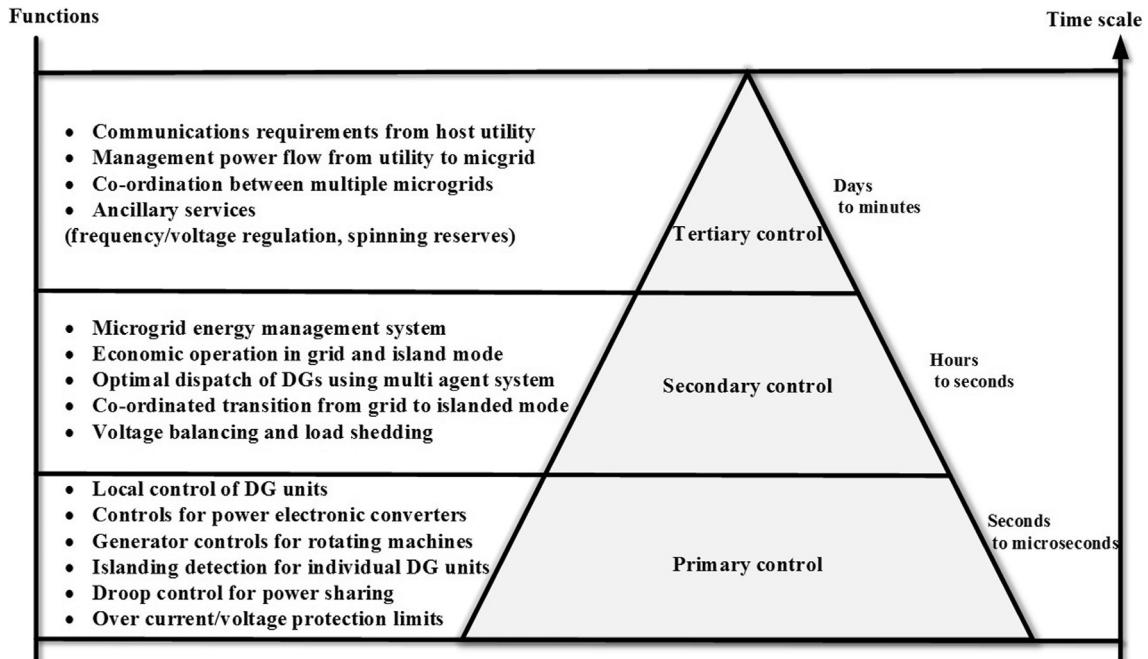 Functions
Time scale
• Communications requirements from host utility
• Management power flow from utility to micgrid
• Co-ordination between multiple microgrids
• Ancillary services
(frequency/voltage regulation, spinning reserves)
Tertiary control
Days
to minutes
• Microgrid energy management system
• Economic operation in grid and island mode
• Optimal dispatch of DGs using multi agent system
• Co-ordinated transition from grid to islanded mode
• Voltage balancing and load shedding
Secondary control
Hours
to seconds
• Local control of DG units
• Controls for power electronic converters
• Generator controls for rotating machines
• Islanding detection for individual DG units
• Droop control for power sharing
• Over current/voltage protection limits
Primary control
Seconds
to microseconds